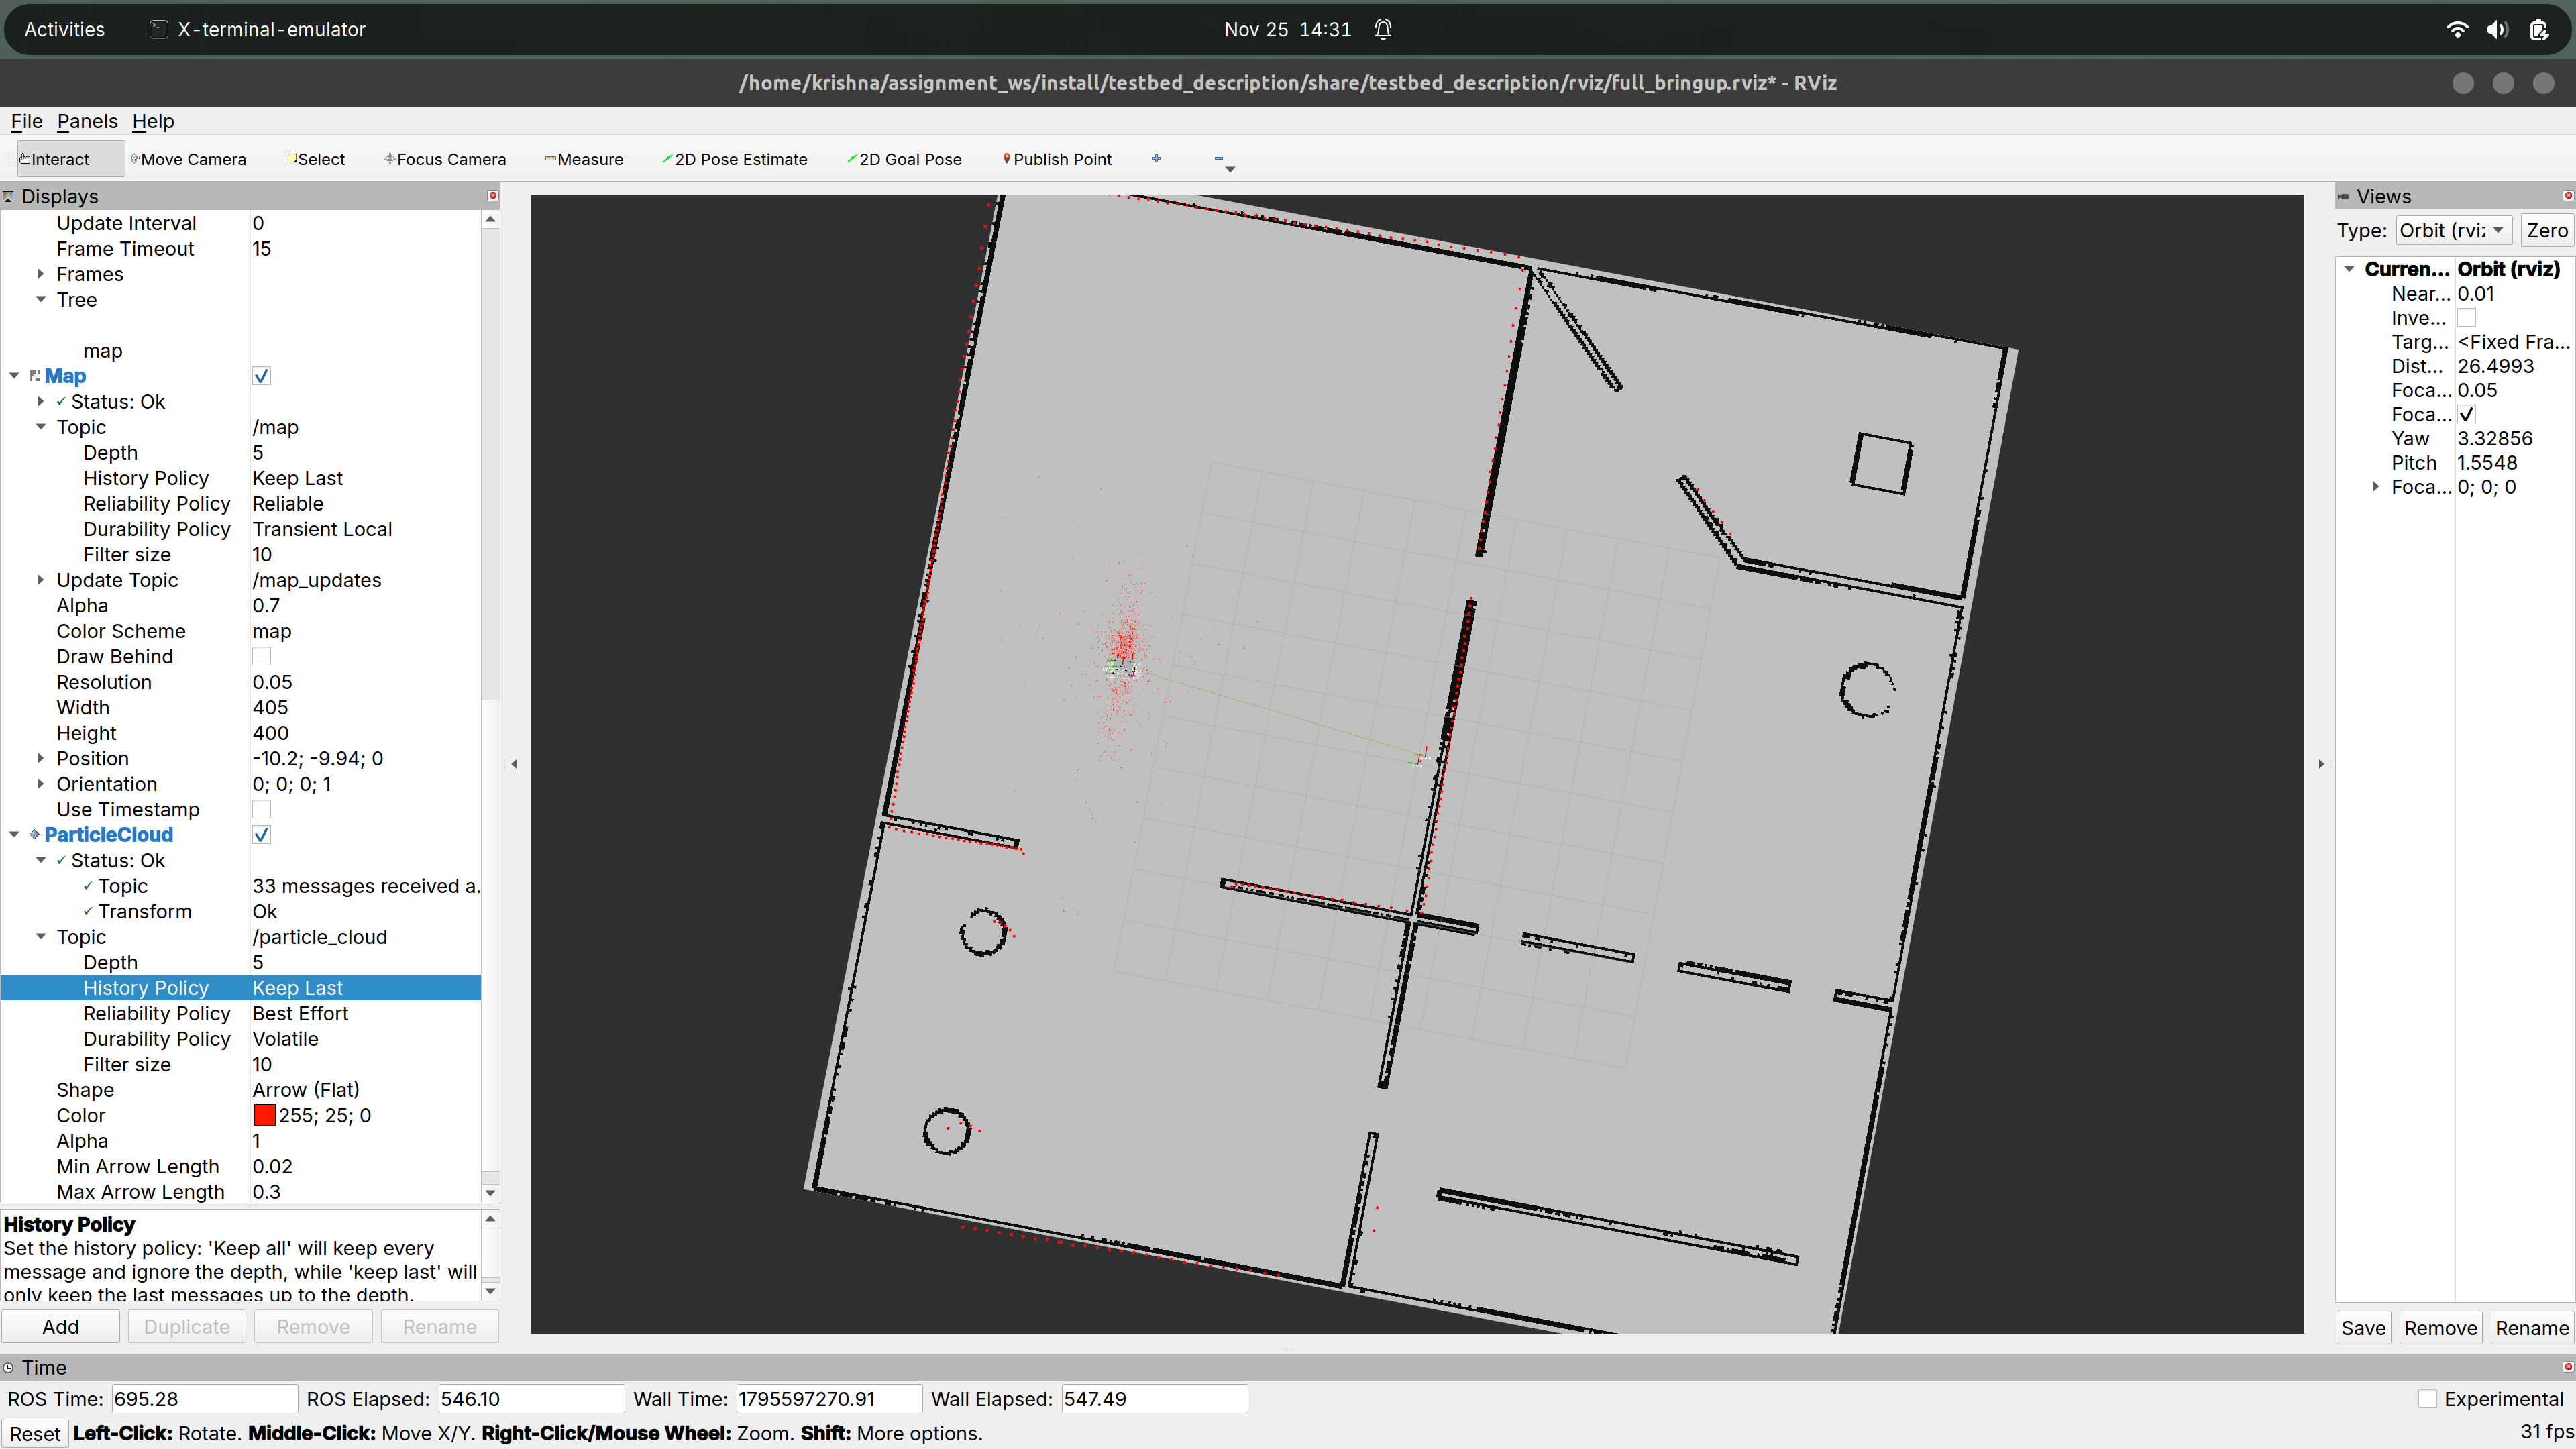 Activities X-terminal-emulator Nov 25 14:31
/home/krishna/assignment_ws/install/testbed_description/share/testbed_description/rviz/full_bringup.rviz* - RViz
File Panels Help
Interact Move Camera Select Focus Camera Measure 2D Pose Estimate 2D Goal Pose Publish Point
Displays
Update Interval 0
Frame Timeout 15
Frames
Tree
map
Map
Status: Ok
Topic /map
Depth 5
History Policy Keep Last
Reliability Policy Reliable
Durability Policy Transient Local
Filter size 10
Update Topic /map_updates
Alpha 0.7
Color Scheme map
Draw Behind
Resolution 0.05
Width 405
Height 400
Position -10.2; -9.94; 0
Orientation 0; 0; 0; 1
Use Timestamp
ParticleCloud
Status: Ok
Topic 33 messages received a.
Transform Ok
Topic /particle_cloud
Depth 5
History Policy Keep Last
Reliability Policy Best Effort
Durability Policy Volatile
Filter size 10
Shape Arrow (Flat)
Color 255; 25; 0
Alpha 1
Min Arrow Length 0.02
Max Arrow Length 0.3
History Policy
Set the history policy: 'Keep all' will keep every
message and ignore the depth, while 'keep last' will
only keep the last messages up to the depth.
Add Duplicate Remove Rename
Views
Type: Orbit (rviz Zero
Curren... Orbit (rviz)
Near... 0.01
Inve...
Targ... <Fixed Fra...
Dist... 26.4993
Foca... 0.05
Foca...
Yaw 3.32856
Pitch 1.5548
Foca... 0; 0; 0
Save Remove Rename
Time
ROS Time: 695.28 ROS Elapsed: 546.10 Wall Time: 1795597270.91 Wall Elapsed: 547.49 Experimental
Reset Left-Click: Rotate. Middle-Click: Move X/Y. Right-Click/Mouse Wheel: Zoom. Shift: More options. 31 fps